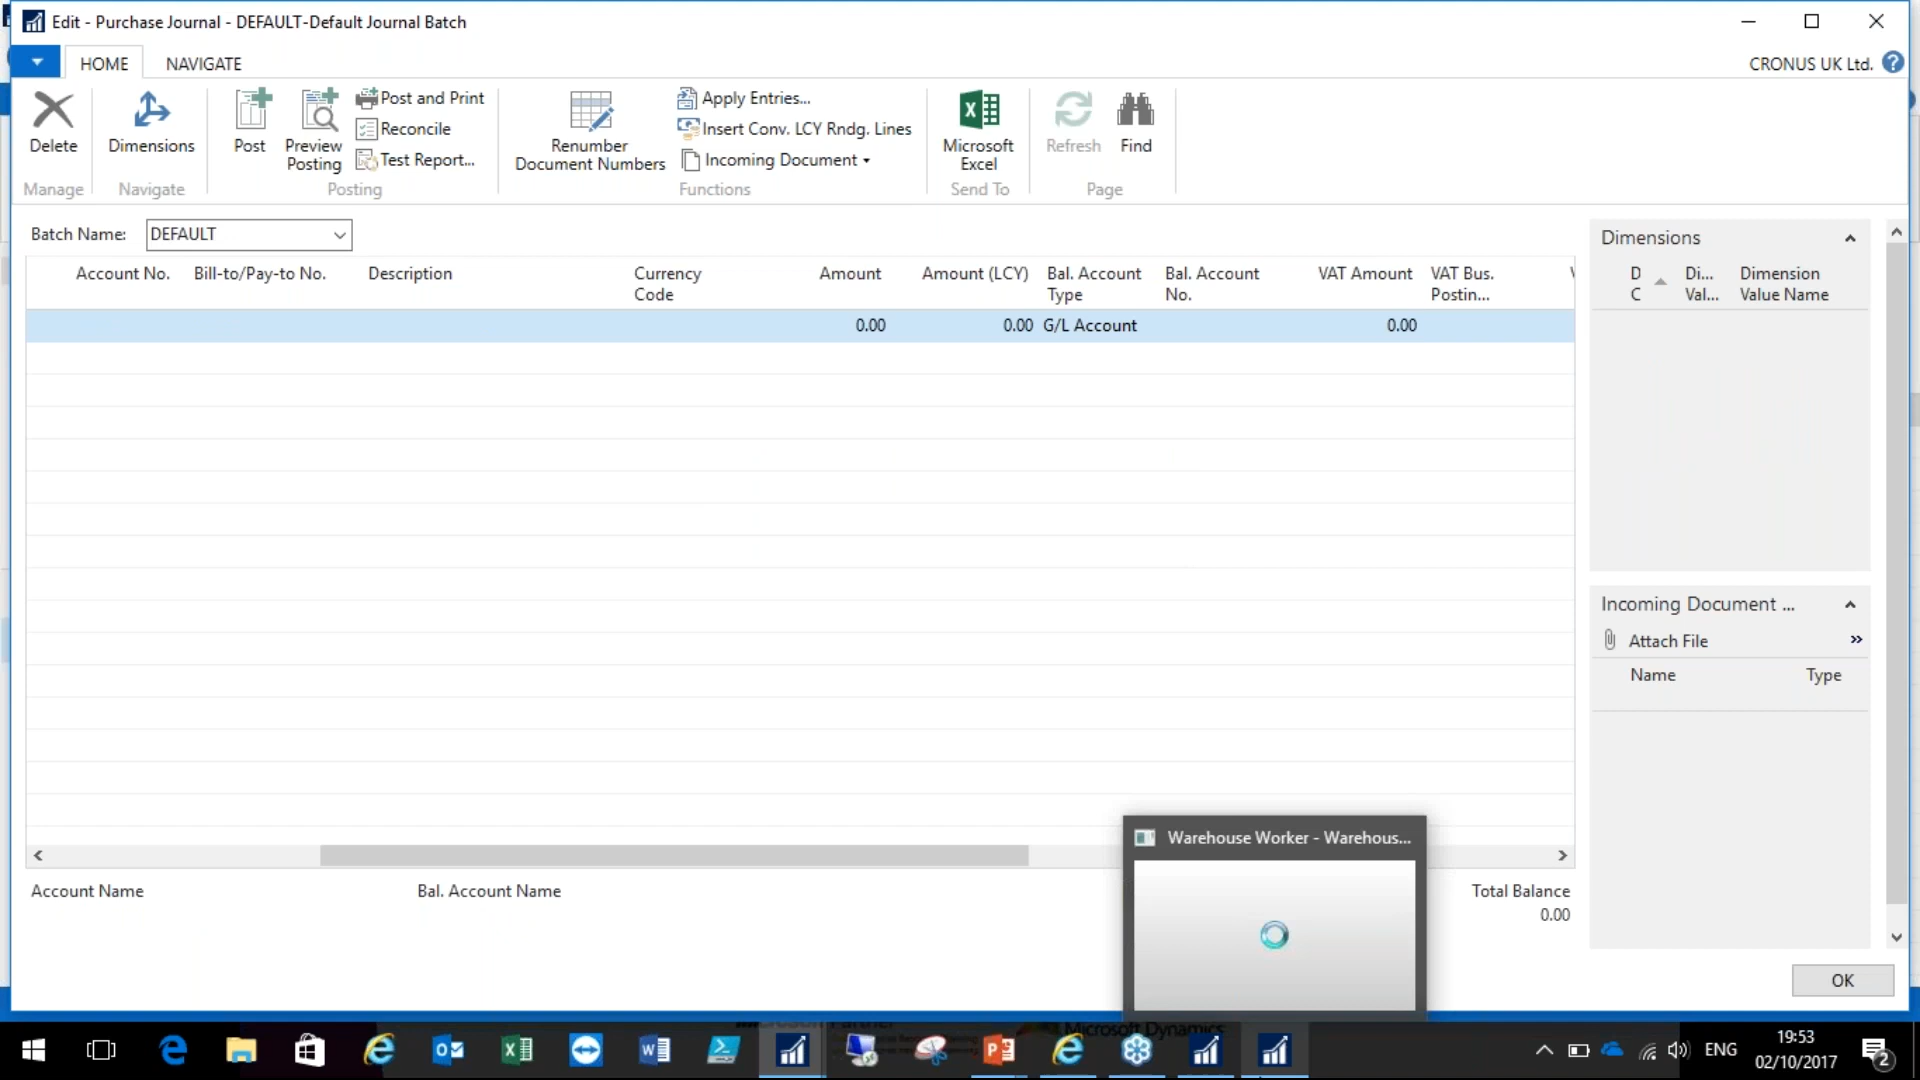 Edit - Purchase Journal - DEFAULT-Default Journal Batch
HOME
NAVIGATE
CRONUS UK Ltd.
?
Delete
Dimensions
Post
Preview
Posting
Post and Print
Reconcile
Test Report...
Renumber
Document Numbers
Apply Entries...
Insert Conv. LCY Rndg. Lines
Incoming Document
Microsoft
Excel
Refresh
Find
Manage
Navigate
Posting
Functions
Send To
Page
Batch Name:
DEFAULT
Account No.
Bill-to/Pay-to No.
Description
Currency
Code
Amount
Amount (LCY)
Bal. Account
Type
Bal. Account
No.
VAT Amount
VAT Bus.
Postin...
0.00
0.00
G/L Account
0.00
Dimensions
D
C
Di...
Val...
Dimension
Value Name
Incoming Document ...
Attach File
Name
Type
Account Name
Bal. Account Name
Total Balance
0.00
Warehouse Worker - Warehous...
OK
Microsoft Dynamics
ENG
19:53
02/10/2017
2